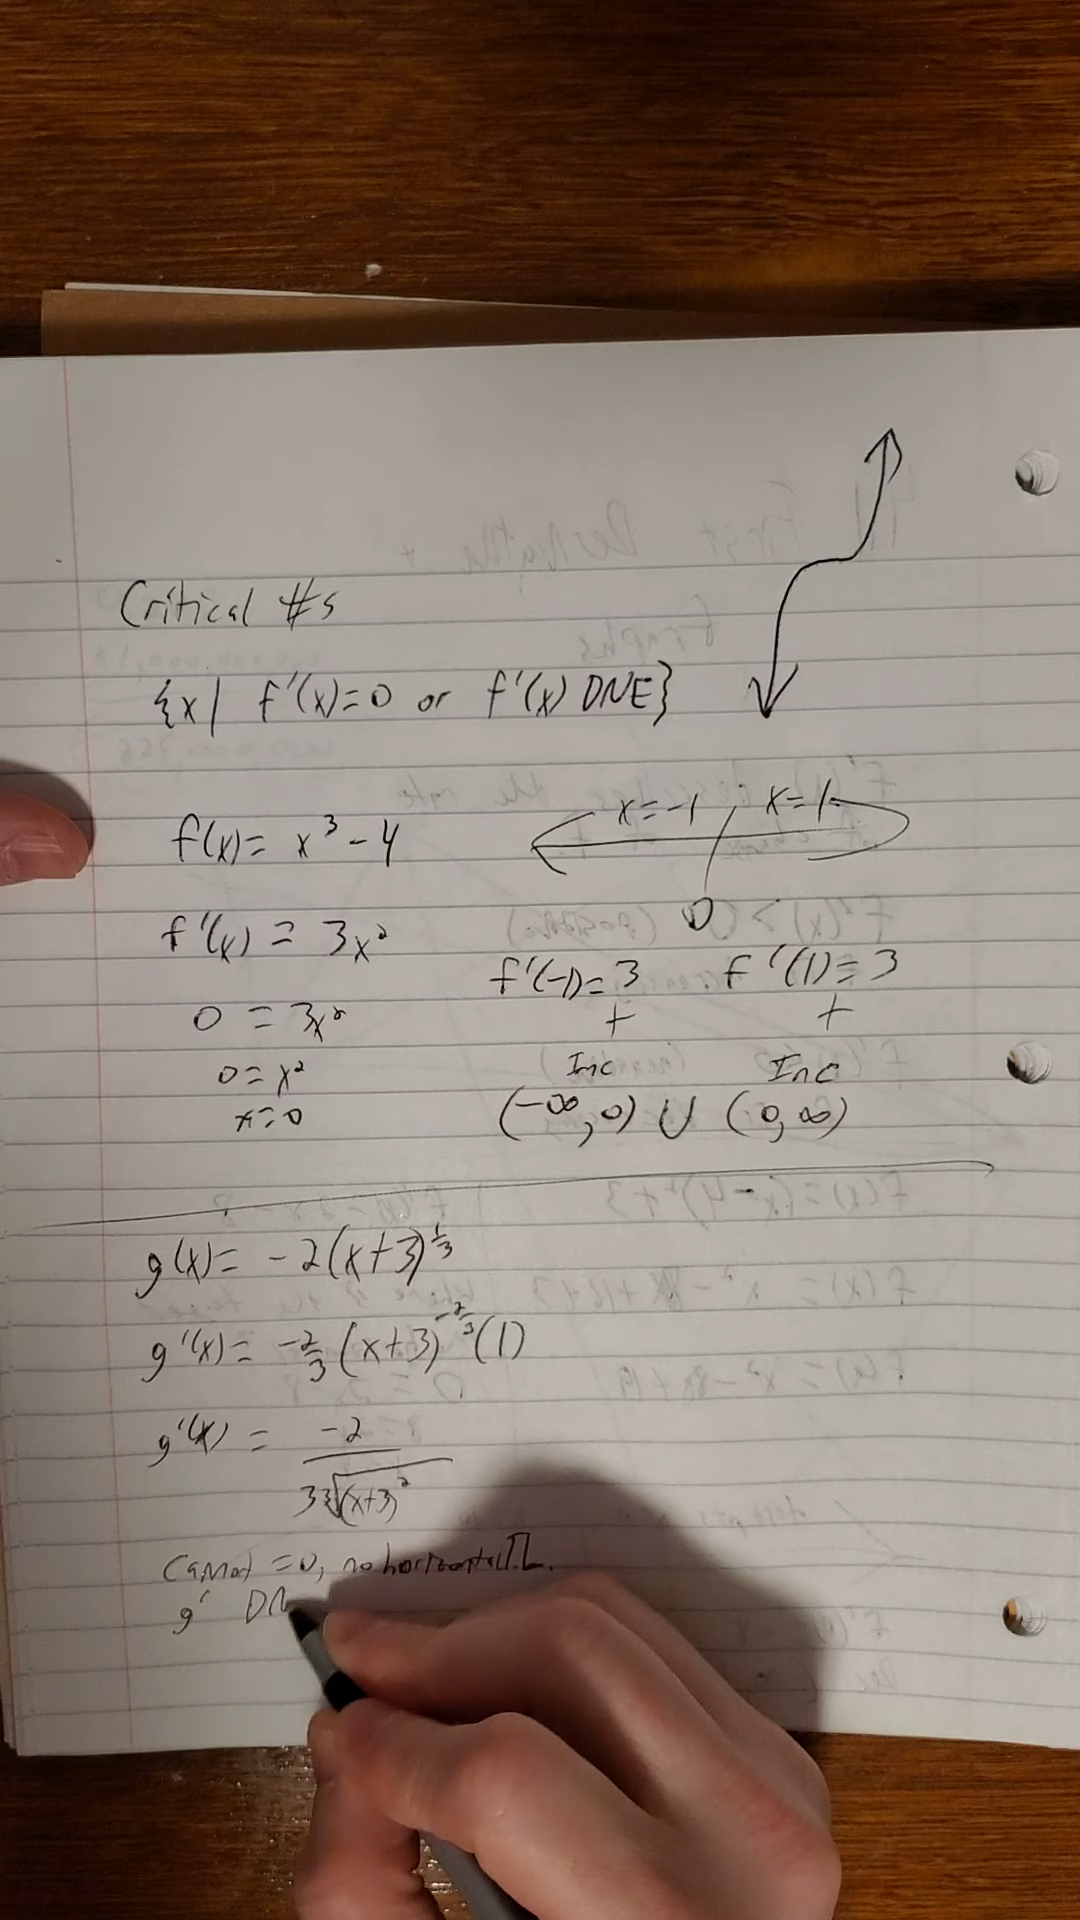 Critical #s
{x| f'(x)=0 or f'(x) DNE}
x=-1 x=1
f(x)= x³-4
0
f'(x) = 3x²
f'(-1)=3 f'(1)=3
+ +
0 = 3x²
Inc Inc
0=x²
(-∞,0) ∪ (0,∞)
x=0
g(x)= -2(x+3)^1/3
g'(x)= -2/3 (x+3)^-2/3 (1)
g'(x) = -2 / 3∛(x+3)²
Cannot =0, no horizontal T.L.
g' DN